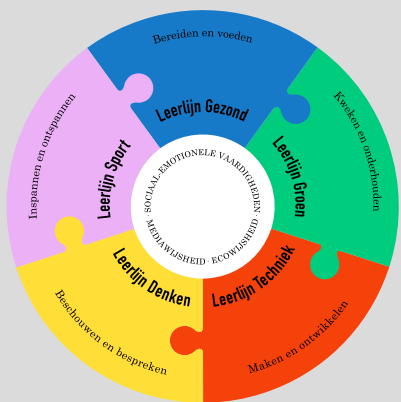 Bereiden en voeden
Leerlijn Gezond
Kweken en onderhouden
Leerlijn Groen
Maken en ontwikkelen
Leerlijn Techniek
Beschouwen en bespreken
Leerlijn Denken
Inspannen en ontspannen
Leerlijn Sport
· SOCIAAL-EMOTIONELE VAARDIGHEDEN ·
MEDIAWIJSHEID · ECOWIJSHEID ·